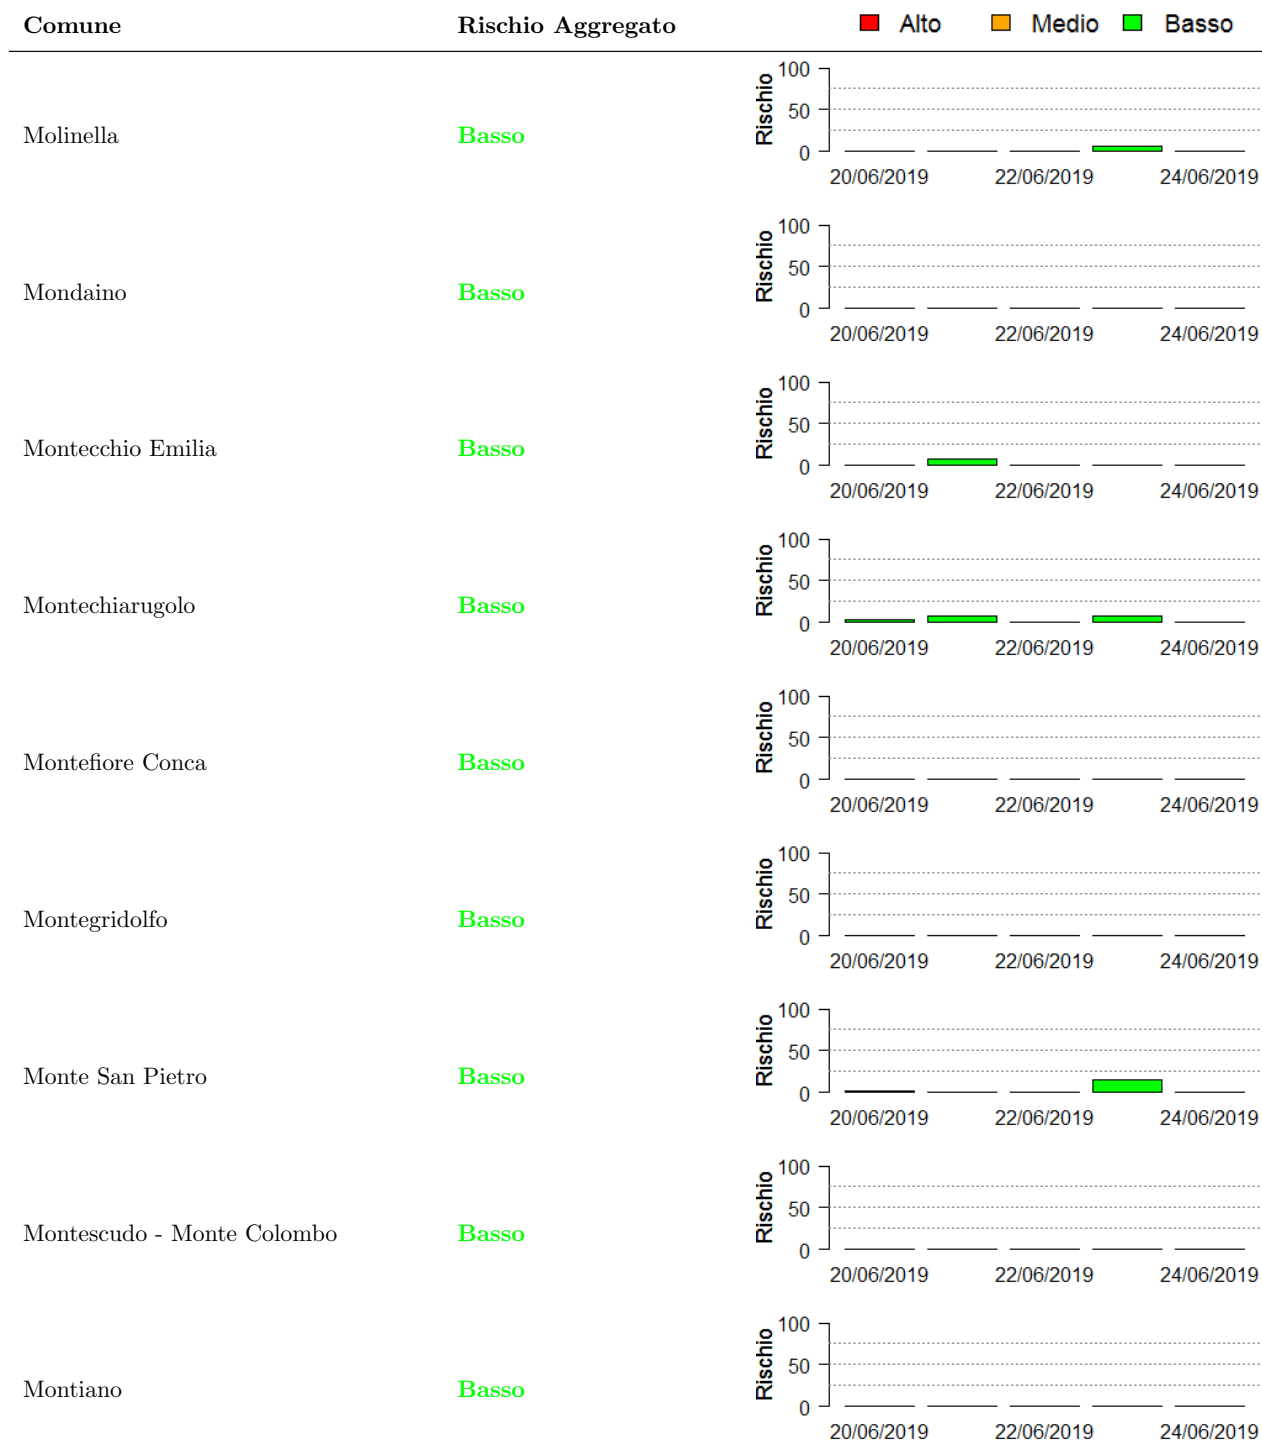 Comune Rischio Aggregato Alto Medio Basso
Molinella Basso
Rischio
100
50
0
20/06/2019 22/06/2019 24/06/2019
Mondaino Basso
Rischio
100
50
0
20/06/2019 22/06/2019 24/06/2019
Montecchio Emilia Basso
Rischio
100
50
0
20/06/2019 22/06/2019 24/06/2019
Montechiarugolo Basso
Rischio
100
50
0
20/06/2019 22/06/2019 24/06/2019
Montefiore Conca Basso
Rischio
100
50
0
20/06/2019 22/06/2019 24/06/2019
Montegridolfo Basso
Rischio
100
50
0
20/06/2019 22/06/2019 24/06/2019
Monte San Pietro Basso
Rischio
100
50
0
20/06/2019 22/06/2019 24/06/2019
Montescudo - Monte Colombo Basso
Rischio
100
50
0
20/06/2019 22/06/2019 24/06/2019
Montiano Basso
Rischio
100
50
0
20/06/2019 22/06/2019 24/06/2019